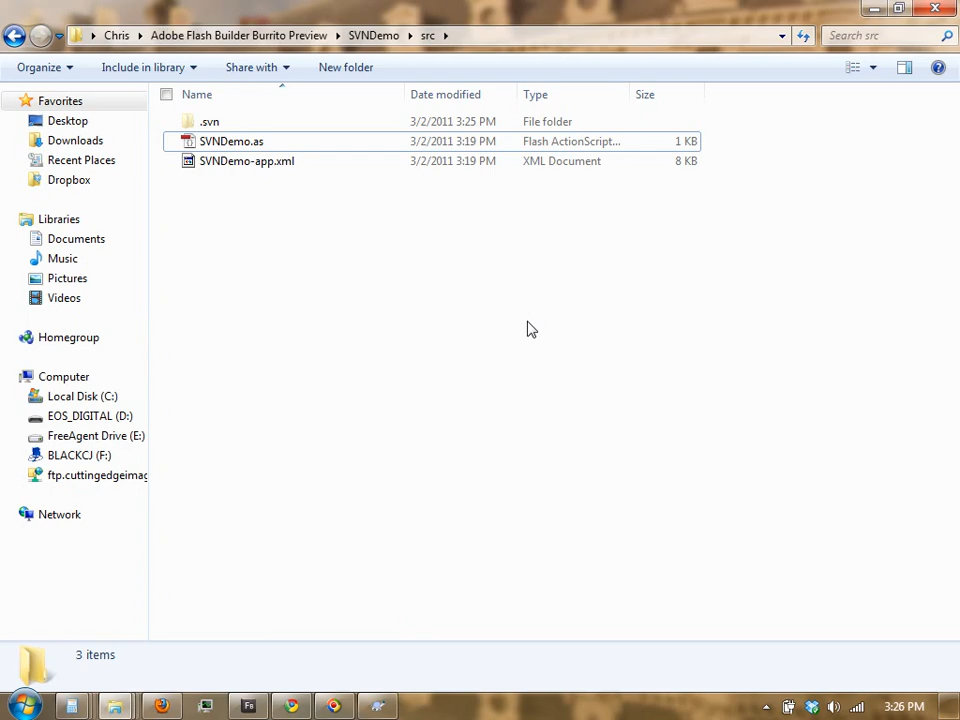 Chris ▸ Adobe Flash Builder Burrito Preview ▸ SVNDemo ▸ src ▸
Search src
Organize Include in library Share with New folder
Name Date modified Type Size
.svn 3/2/2011 3:25 PM File folder
SVNDemo.as 3/2/2011 3:19 PM Flash ActionScript... 1 KB
SVNDemo-app.xml 3/2/2011 3:19 PM XML Document 8 KB
Favorites
Desktop
Downloads
Recent Places
Dropbox
Libraries
Documents
Music
Pictures
Videos
Homegroup
Computer
Local Disk (C:)
EOS_DIGITAL (D:)
FreeAgent Drive (E:)
BLACKCJ (F:)
ftp.cuttingedgeimag
Network
3 items
Fs
3:26 PM